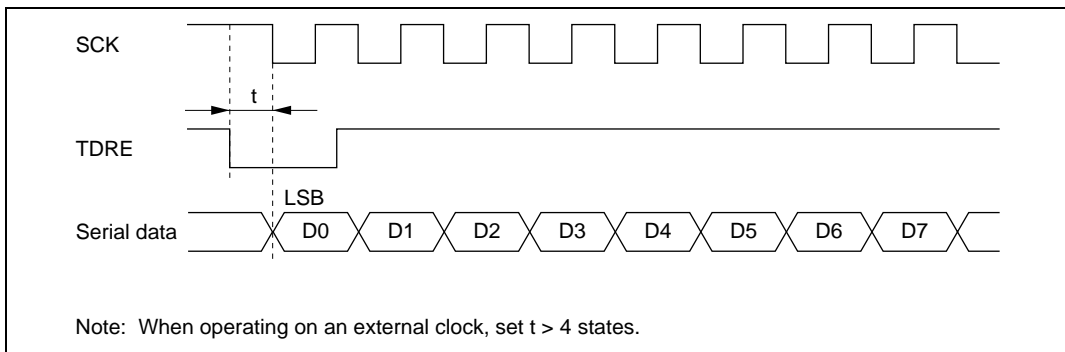 SCK
t
TDRE
LSB
Serial data D0 D1 D2 D3 D4 D5 D6 D7
Note: When operating on an external clock, set t > 4 states.